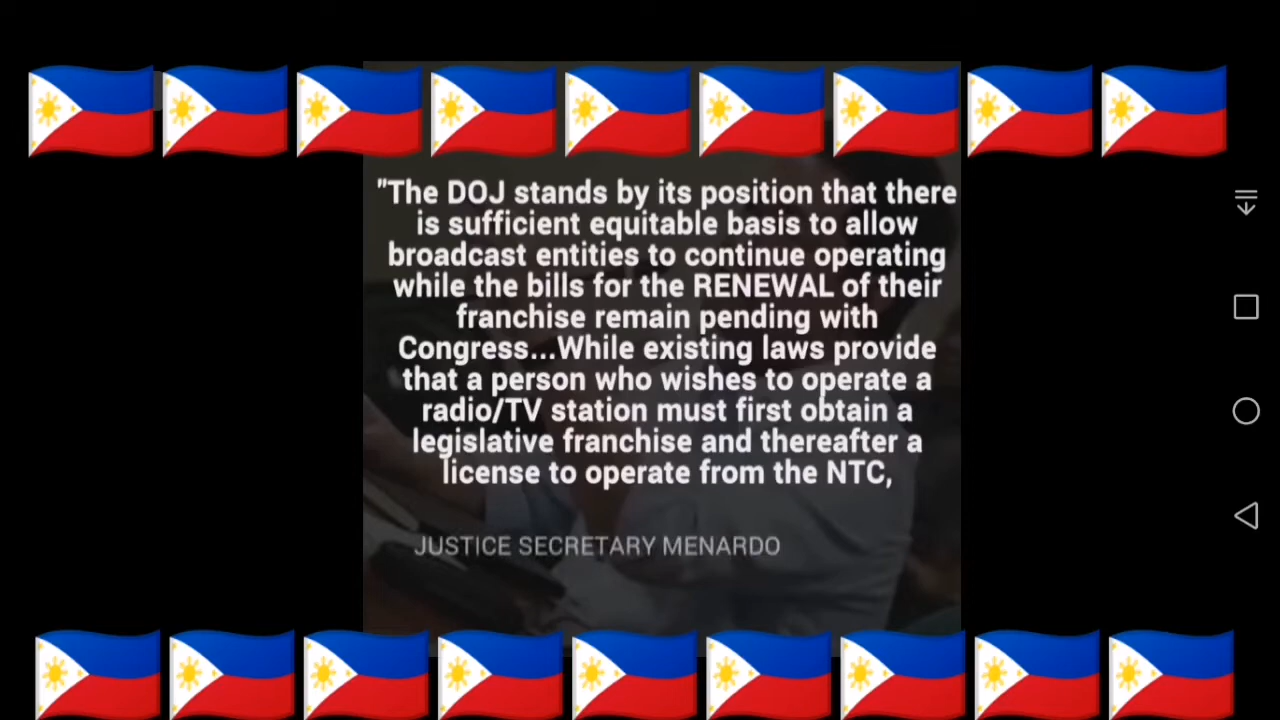 "The DOJ stands by its position that there
is sufficient equitable basis to allow
broadcast entities to continue operating
while the bills for the RENEWAL of their
franchise remain pending with
Congress...While existing laws provide
that a person who wishes to operate a
radio/TV station must first obtain a
legislative franchise and thereafter a
license to operate from the NTC,
JUSTICE SECRETARY MENARDO